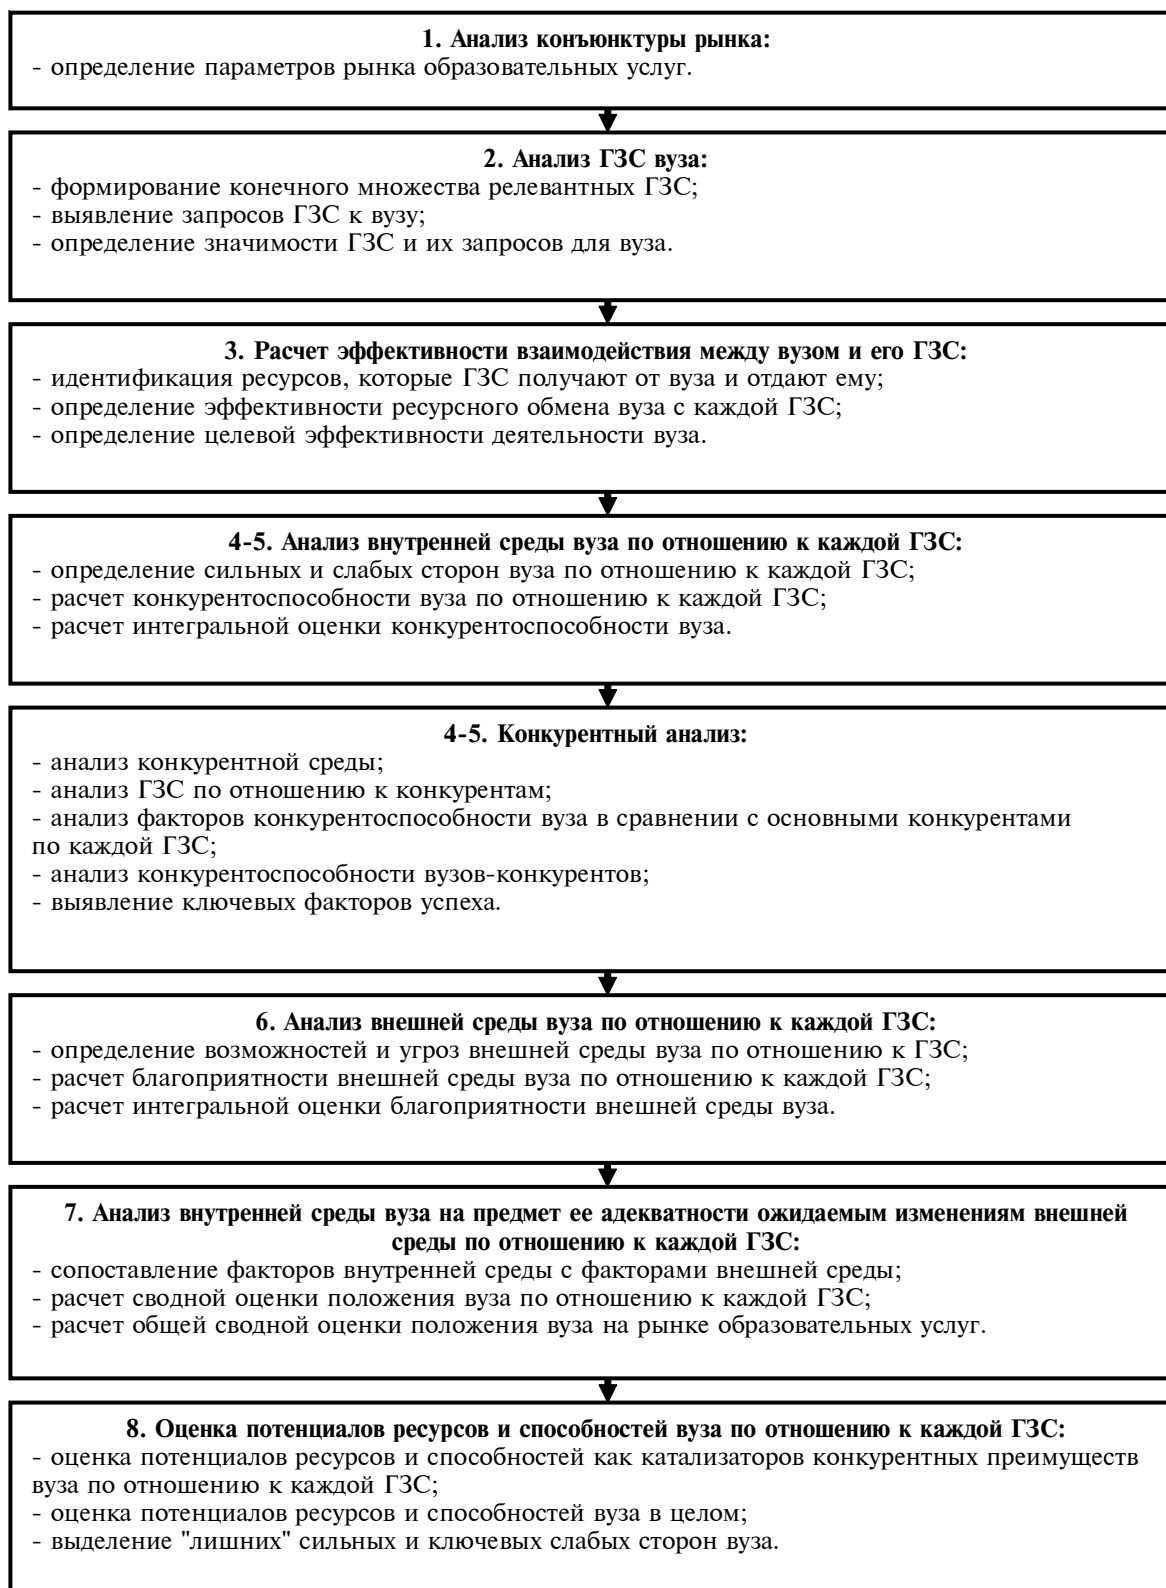 1. Анализ конъюнктуры рынка:
- определение параметров рынка образовательных услуг.
2. Анализ ГЗС вуза:
- формирование конечного множества релевантных ГЗС;
- выявление запросов ГЗС к вузу;
- определение значимости ГЗС и их запросов для вуза.
3. Расчет эффективности взаимодействия между вузом и его ГЗС:
- идентификация ресурсов, которые ГЗС получают от вуза и отдают ему;
- определение эффективности ресурсного обмена вуза с каждой ГЗС;
- определение целевой эффективности деятельности вуза.
4-5. Анализ внутренней среды вуза по отношению к каждой ГЗС:
- определение сильных и слабых сторон вуза по отношению к каждой ГЗС;
- расчет конкурентоспособности вуза по отношению к каждой ГЗС;
- расчет интегральной оценки конкурентоспособности вуза.
4-5. Конкурентный анализ:
- анализ конкурентной среды;
- анализ ГЗС по отношению к конкурентам;
- анализ факторов конкурентоспособности вуза в сравнении с основными конкурентами
по каждой ГЗС;
- анализ конкурентоспособности вузов-конкурентов;
- выявление ключевых факторов успеха.
6. Анализ внешней среды вуза по отношению к каждой ГЗС:
- определение возможностей и угроз внешней среды вуза по отношению к ГЗС;
- расчет благоприятности внешней среды вуза по отношению к каждой ГЗС;
- расчет интегральной оценки благоприятности внешней среды вуза.
7. Анализ внутренней среды вуза на предмет ее адекватности ожидаемым изменениям внешней
среды по отношению к каждой ГЗС:
- сопоставление факторов внутренней среды с факторами внешней среды;
- расчет сводной оценки положения вуза по отношению к каждой ГЗС;
- расчет общей сводной оценки положения вуза на рынке образовательных услуг.
8. Оценка потенциалов ресурсов и способностей вуза по отношению к каждой ГЗС:
- оценка потенциалов ресурсов и способностей как катализаторов конкурентных преимуществ
вуза по отношению к каждой ГЗС;
- оценка потенциалов ресурсов и способностей вуза в целом;
- выделение "лишних" сильных и ключевых слабых сторон вуза.